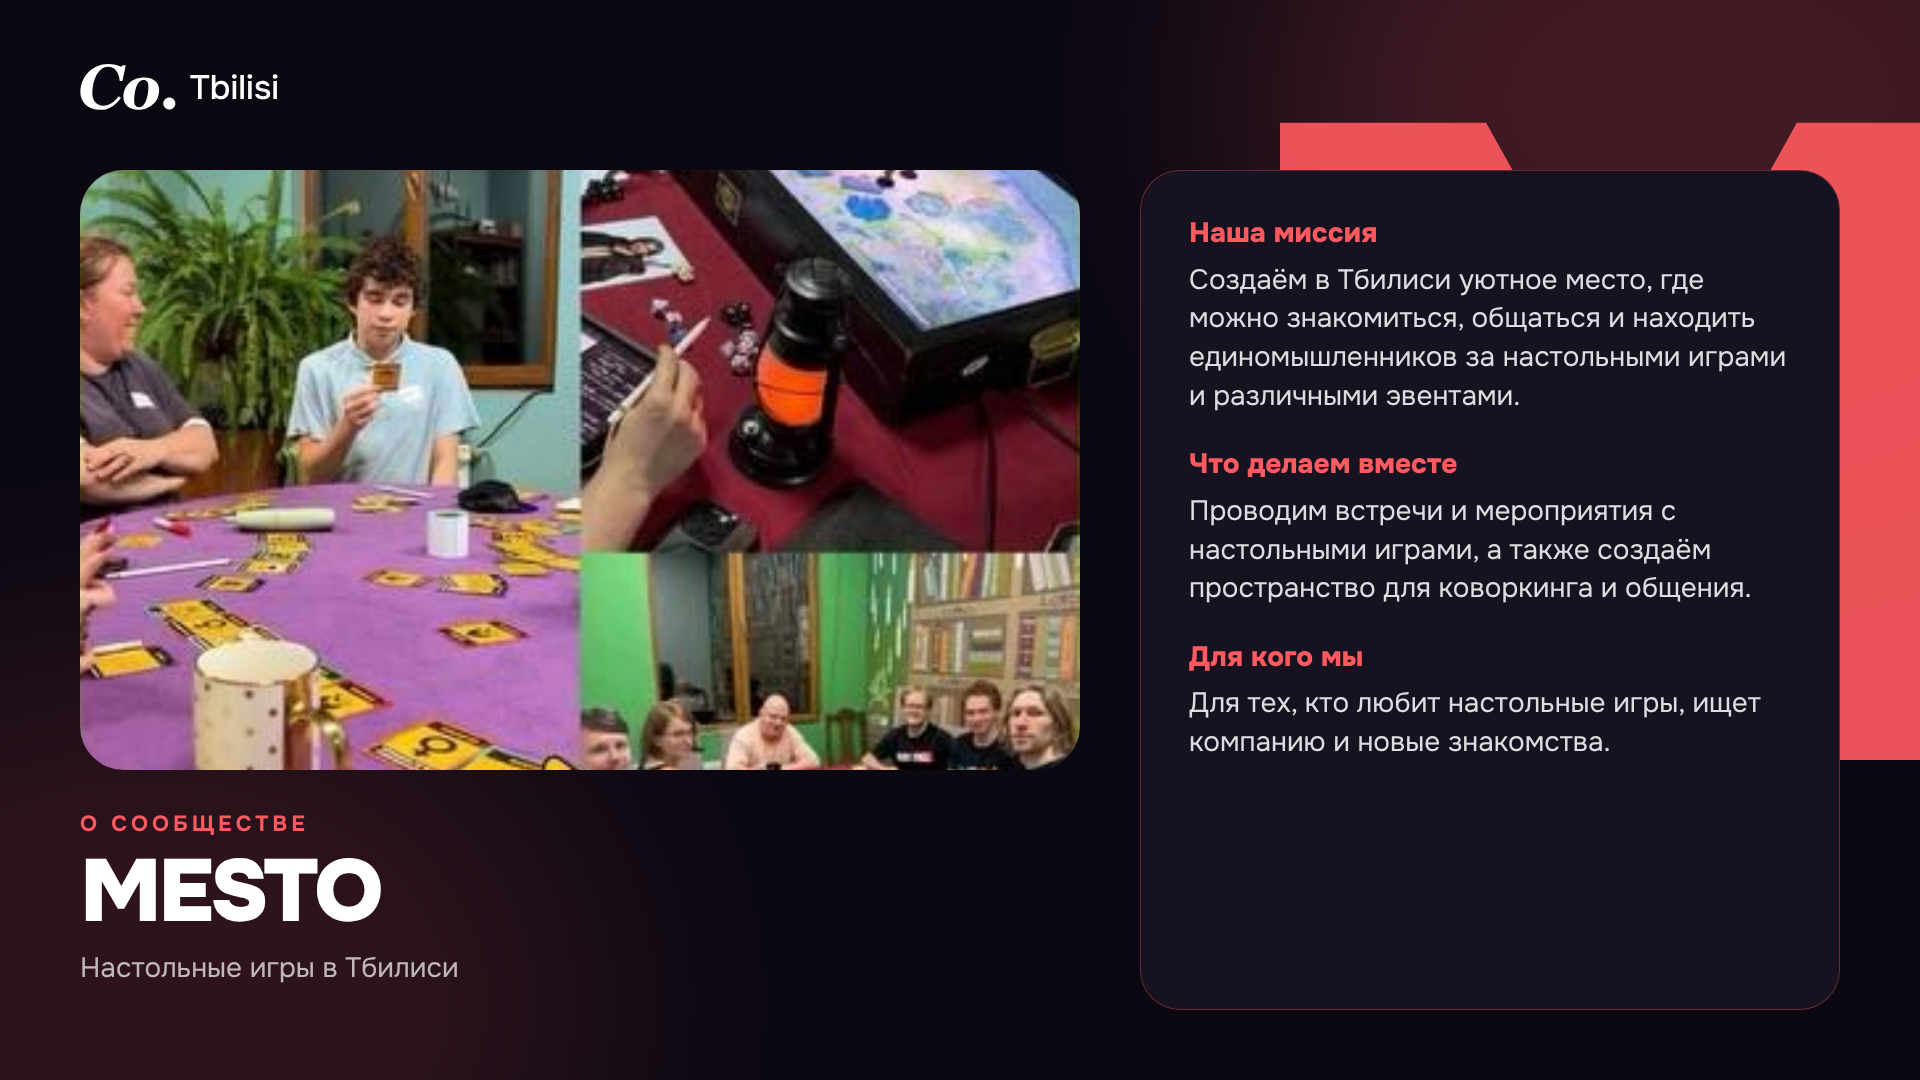 Co. Tbilisi
О СООБЩЕСТВЕ
MESTO
Настольные игры в Тбилиси
Наша миссия
Создаём в Тбилиси уютное место, где
можно знакомиться, общаться и находить
единомышленников за настольными играми
и различными эвентами.
Что делаем вместе
Проводим встречи и мероприятия с
настольными играми, а также создаём
пространство для коворкинга и общения.
Для кого мы
Для тех, кто любит настольные игры, ищет
компанию и новые знакомства.